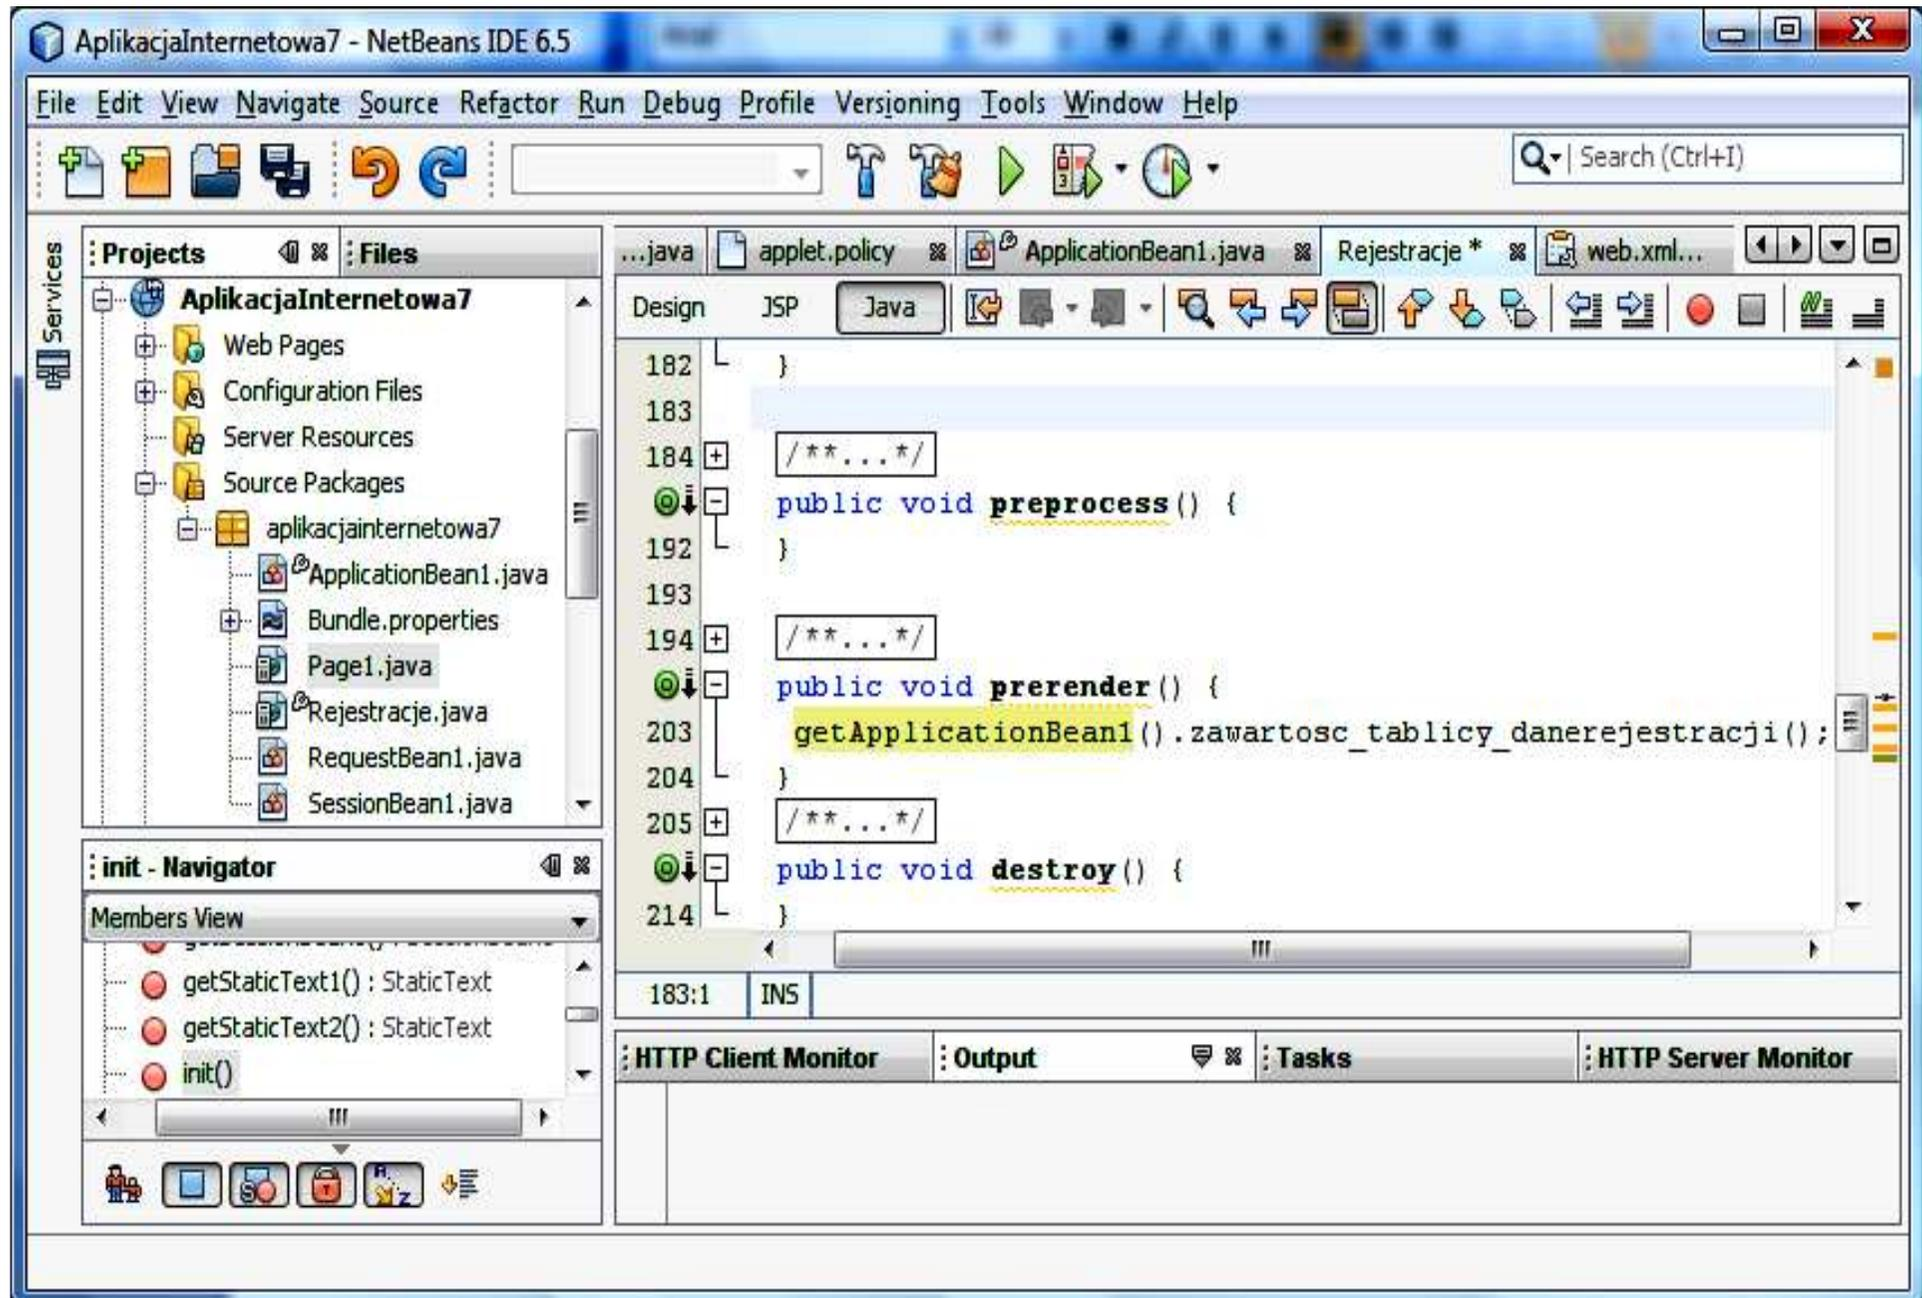 AplikacjaInternetowa7 - NetBeans IDE 6.5
File Edit View Navigate Source Refactor Run Debug Profile Versioning Tools Window Help
Search (Ctrl+I)
Services
Projects Files
AplikacjaInternetowa7
Web Pages
Configuration Files
Server Resources
Source Packages
aplikacjainternetowa7
ApplicationBean1.java
Bundle.properties
Page1.java
Rejestracje.java
RequestBean1.java
SessionBean1.java
init - Navigator
Members View
getStaticText1() : StaticText
getStaticText2() : StaticText
init()
...java applet.policy ApplicationBean1.java Rejestracje * web.xml...
Design JSP Java
182 }
183
184 /**...*/
public void preprocess() {
192 }
193
194 /**...*/
public void prerender() {
203 getApplicationBean1().zawartosc_tablicy_danerejestracji();
204 }
205 /**...*/
public void destroy() {
214 }
183:1 INS
HTTP Client Monitor Output Tasks HTTP Server Monitor